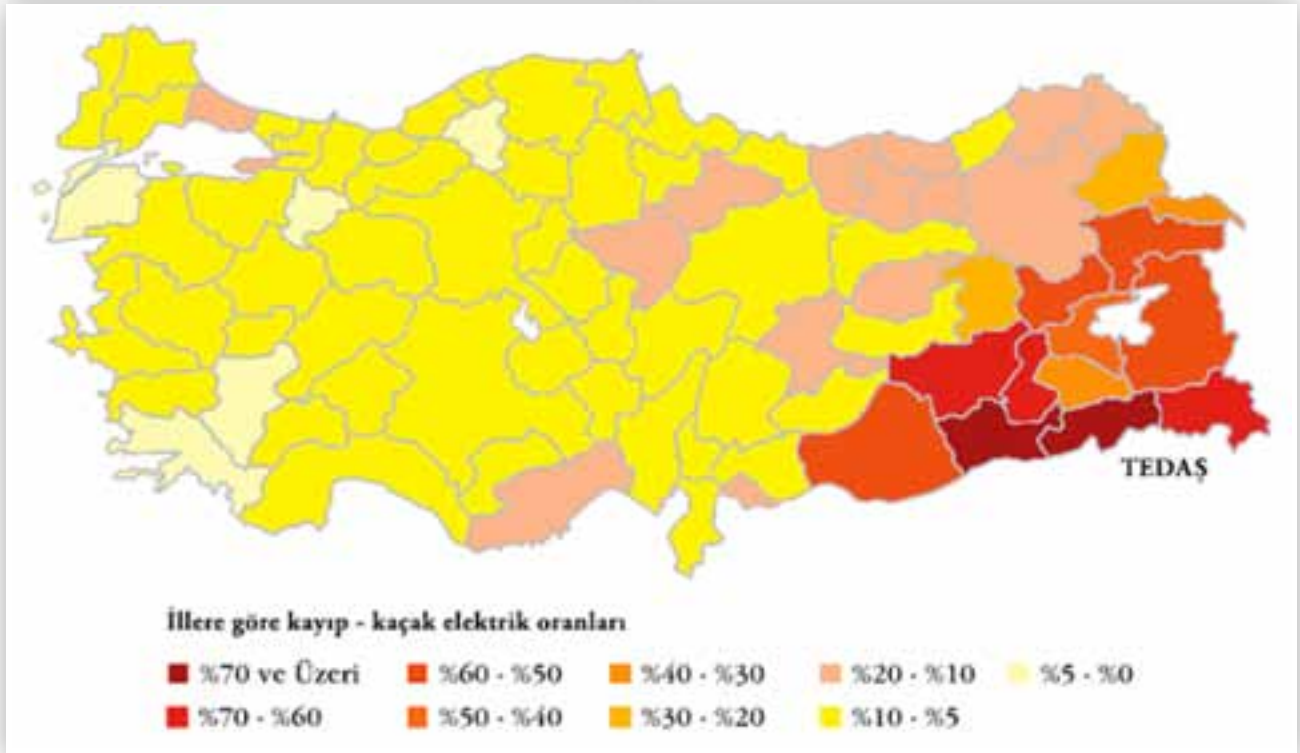 TEDAŞ
İllere göre kayıp - kaçak elektrik oranları
%70 ve Üzeri %60 - %50 %40 - %30 %20 - %10 %5 - %0
%70 - %60 %50 - %40 %30 - %20 %10 - %5